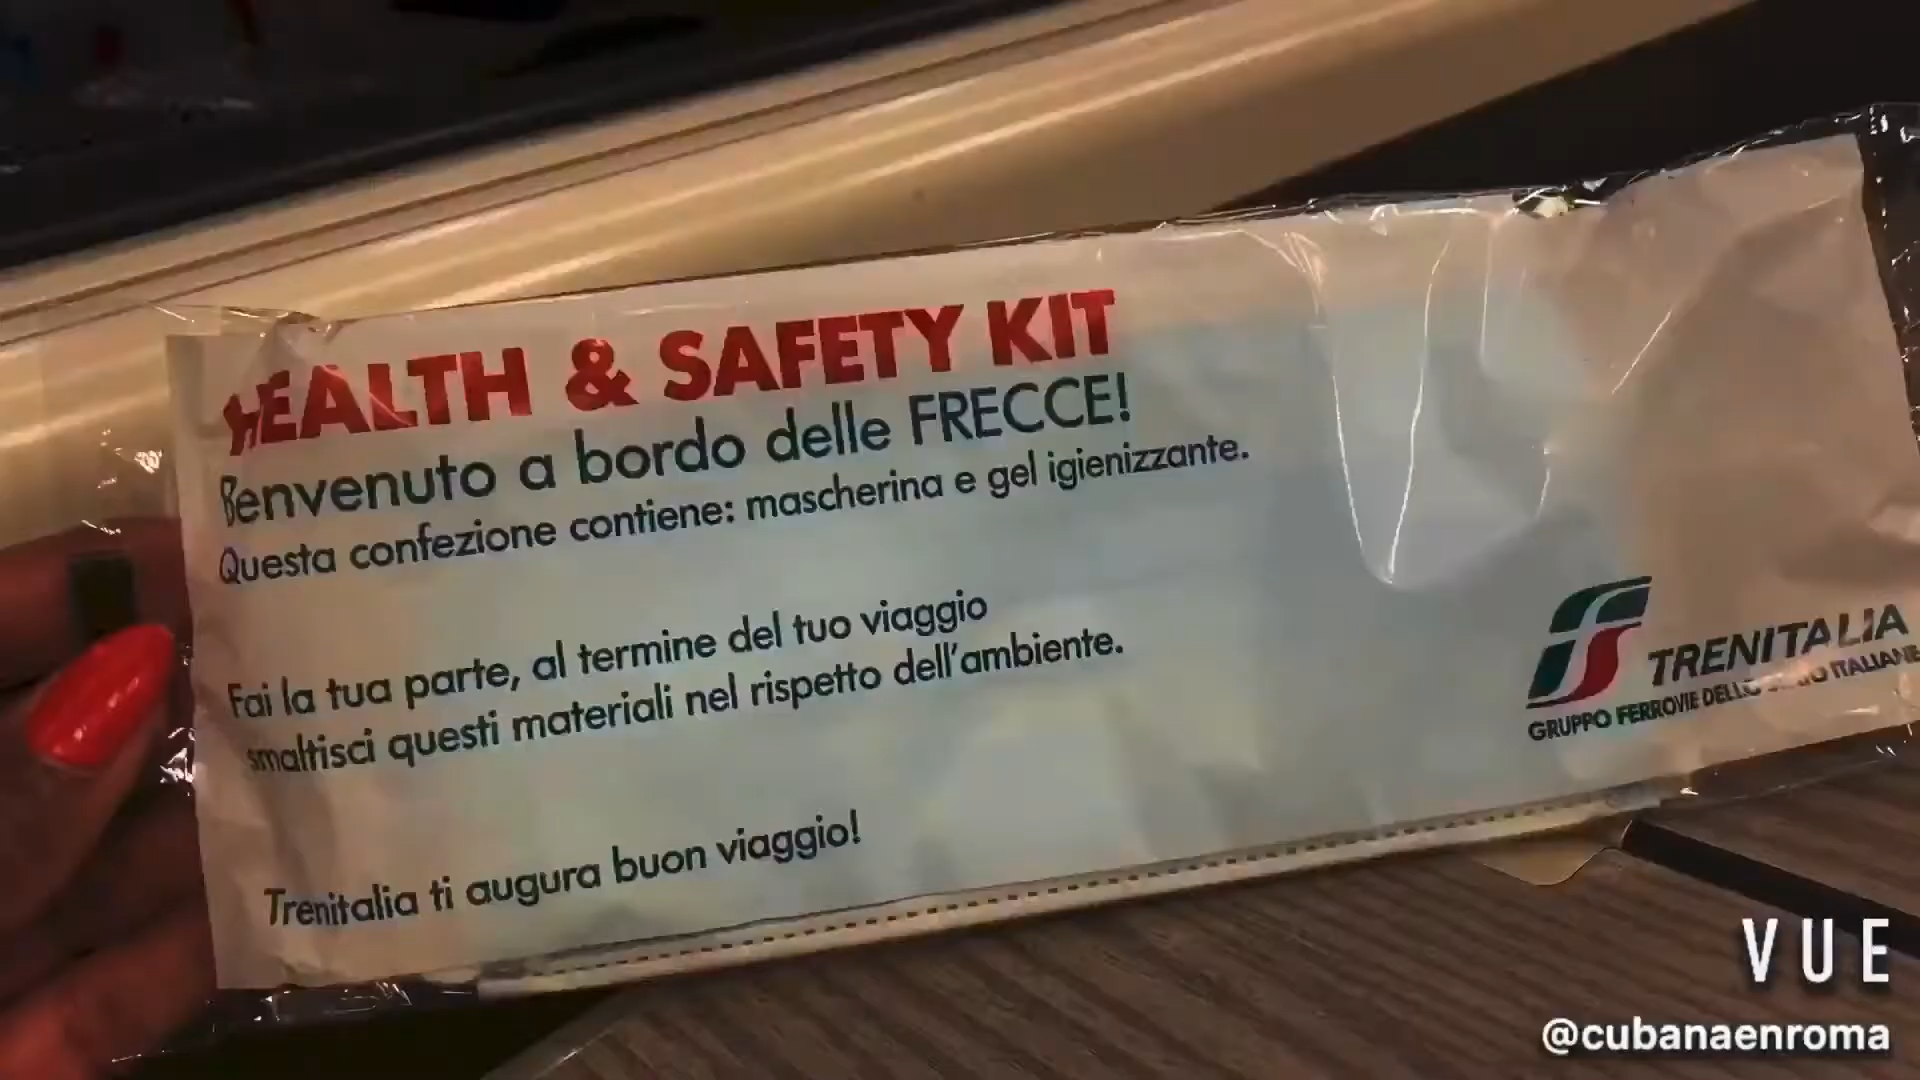 HEALTH & SAFETY KIT
Benvenuto a bordo delle FRECCE!
Questa confezione contiene: mascherina e gel igienizzante.
Fai la tua parte, al termine del tuo viaggio
smaltisci questi materiali nel rispetto dell'ambiente.
Trenitalia ti augura buon viaggio!
TRENITALIA
GRUPPO FERROVIE DELLO ITALIANE
VUE
@cubanaenroma